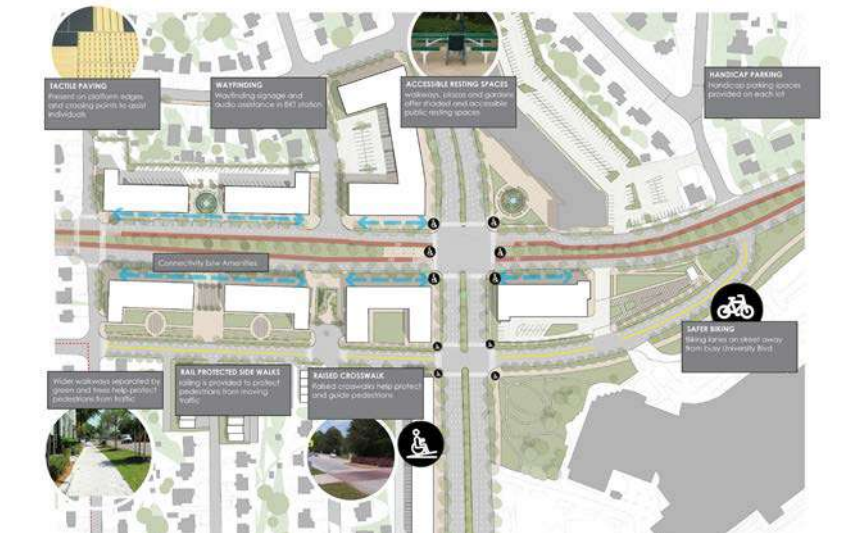 TACTILE PAVING
Present on platform edges
and crossing points to assist
individuals
WAYFINDING
Wayfinding signage and
audio assistance in BRT station
ACCESSIBLE RESTING SPACES
walkways, plazas and gardens
offer shaded and accessible
public resting spaces
HANDICAP PARKING
Handicap parking spaces
provided on each lot
Connectivity b/w Amenities
SAFER BIKING
Biking lanes on street away
from busy University Blvd
Wider walkways separated by
green and trees help protect
pedestrians from traffic
RAIL PROTECTED SIDE WALKS
railing is provided to protect
pedestrians from moving
traffic
RAISED CROSSWALK
Raised crosswalks help protect
and guide pedestrians